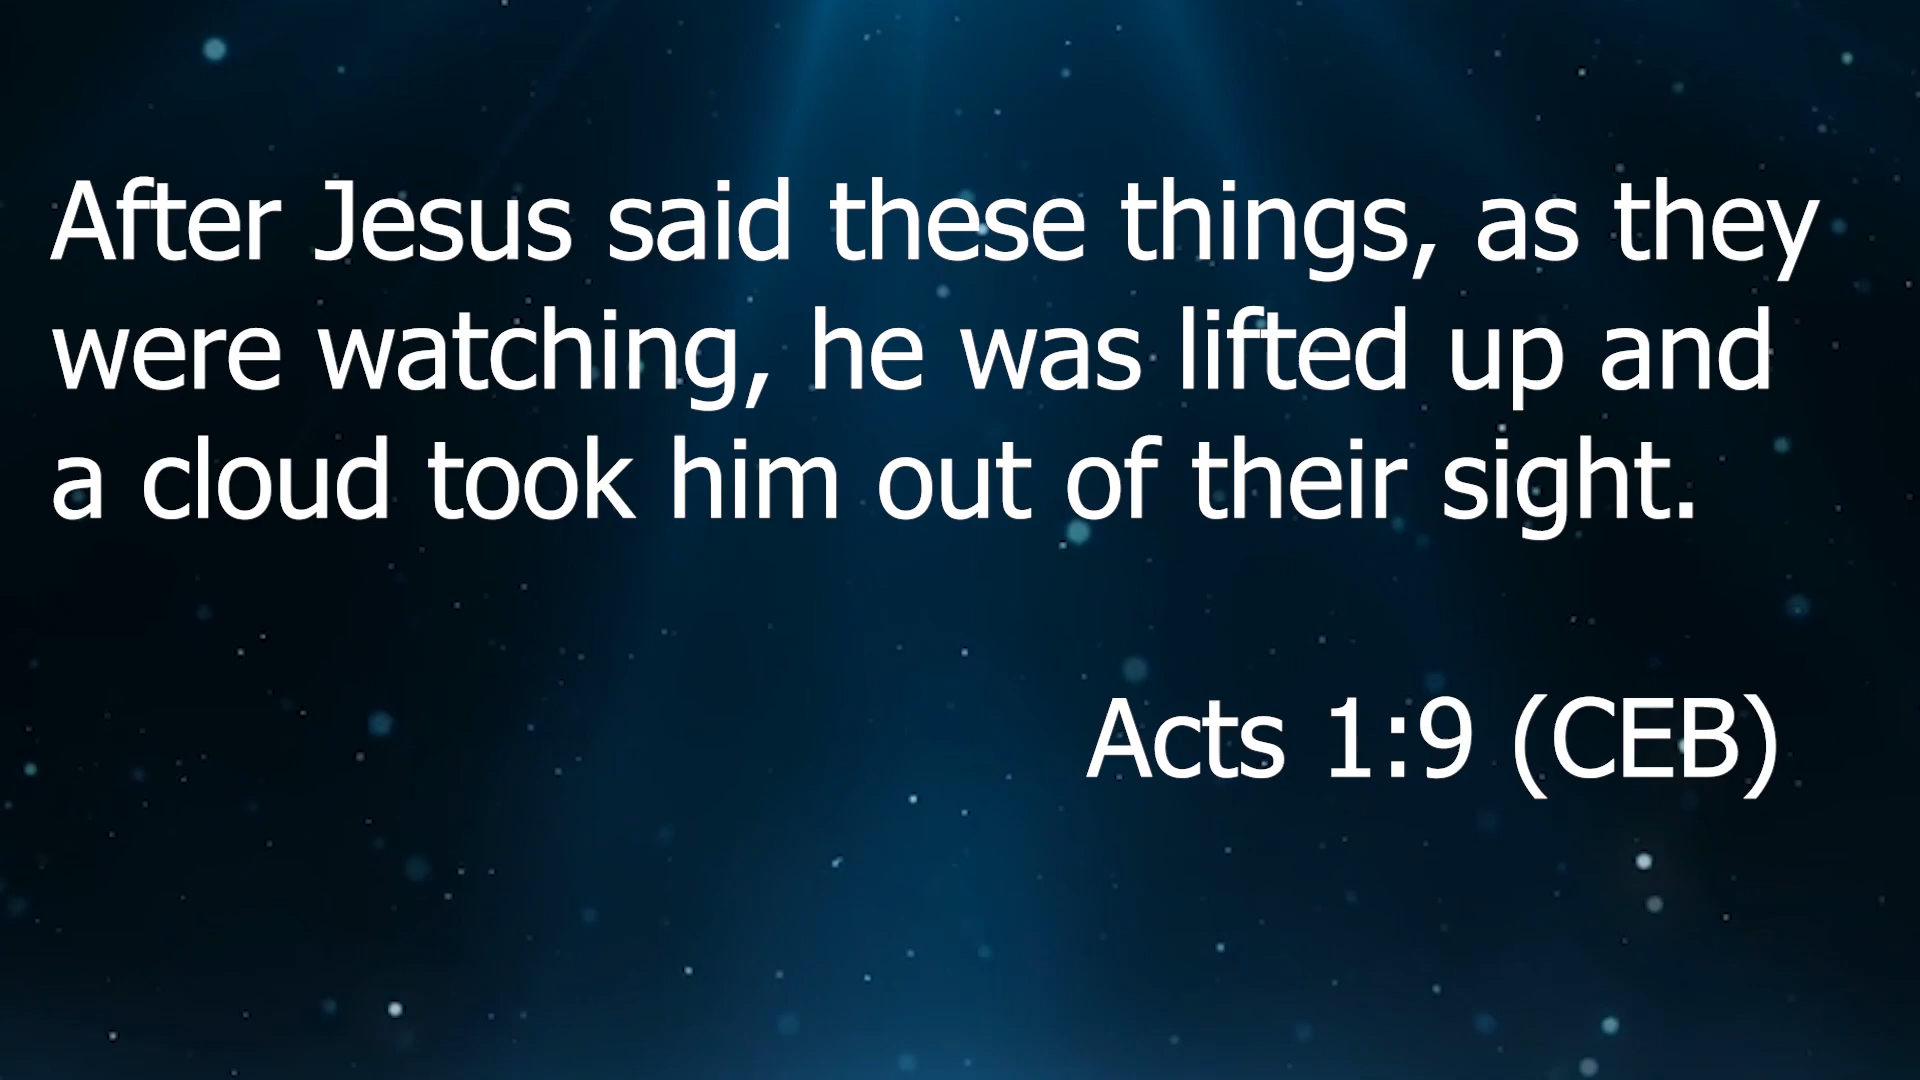 After Jesus said these things, as they
were watching, he was lifted up and
a cloud took him out of their sight.
Acts 1:9 (CEB)